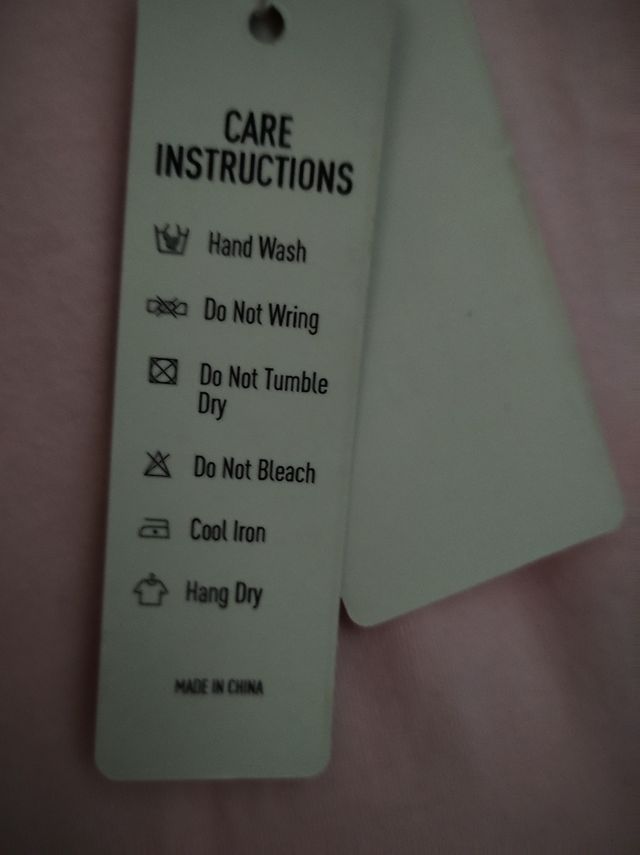 CARE
INSTRUCTIONS
Hand Wash
Do Not Wring
Do Not Tumble
Dry
Do Not Bleach
Cool Iron
Hang Dry
MADE IN CHINA